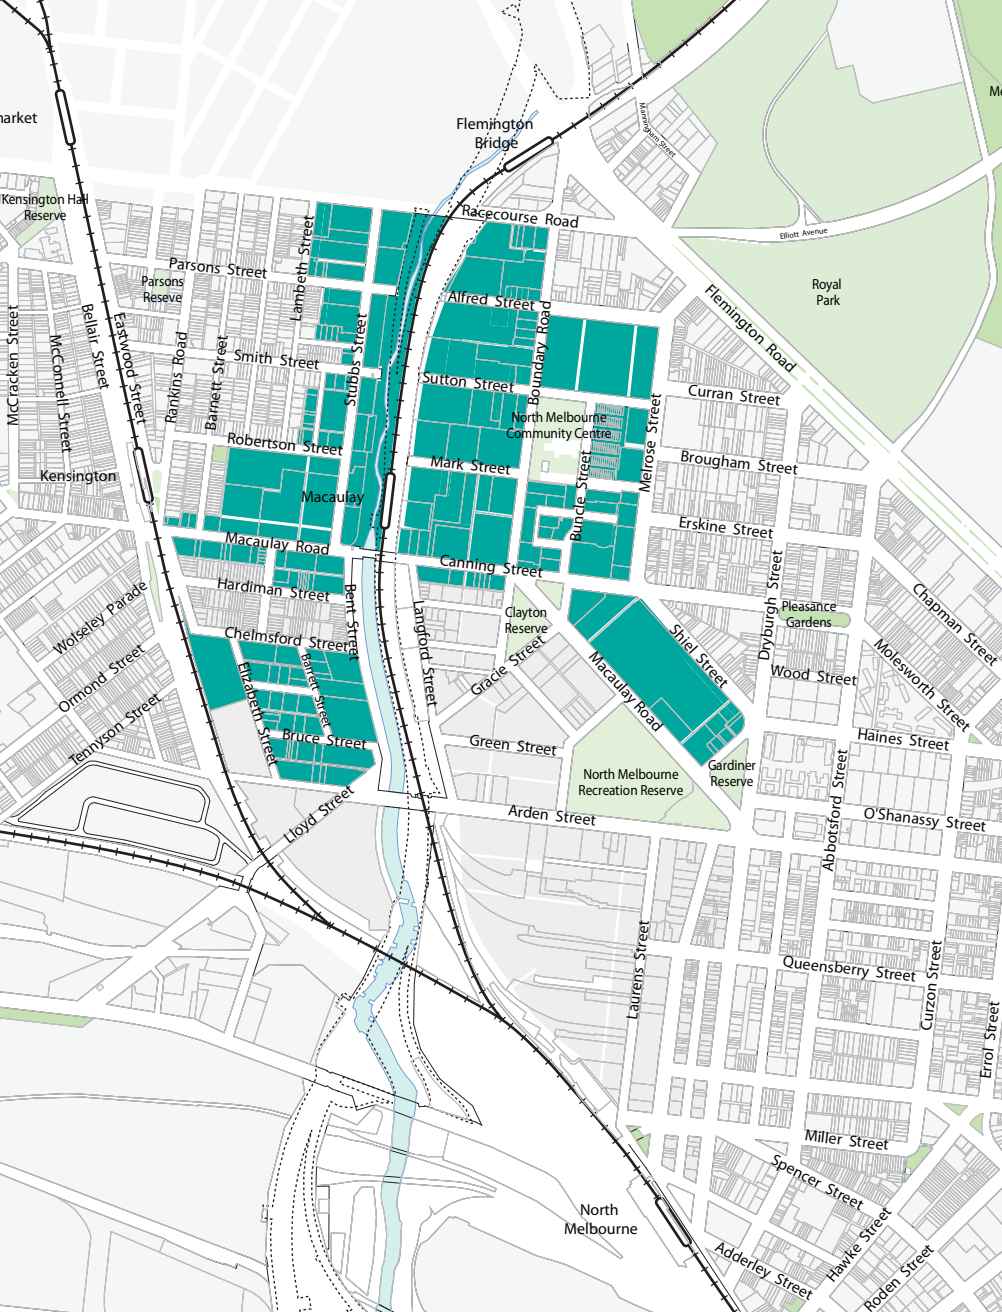 Flemington
Bridge
Manningham Street
arket
Kensington Hall
Reserve
Racecourse Road
Elliott Avenue
Royal
Park
Parsons Street
Parsons
Reseve
Lambeth Street
Alfred Street
Flemington Road
McCracken Street
McConnell Street
Bellair Street
Eastwood Street
Rankins Road
Barnett Street
Smith Street
Stubbs Street
Boundary Road
Sutton Street
Curran Street
North Melbourne
Community Centre
Melrose Street
Robertson Street
Mark Street
Buncle Street
Brougham Street
Kensington
Macaulay
Erskine Street
Macaulay Road
Canning Street
Hardiman Street
Bent Street
Langford Street
Clayton
Reserve
Dryburgh Street
Pleasance
Gardens
Chapman Street
Wolseley Parade
Chelmsford Street
Barrett Street
Elizabeth Street
Gracie Street
Shiel Street
Macaulay Road
Wood Street
Molesworth Street
Ormond Street
Tennyson Street
Bruce Street
Green Street
Haines Street
North Melbourne
Recreation Reserve
Gardiner
Reserve
Lloyd Street
Arden Street
Abbotsford Street
O'Shanassy Street
Laurens Street
Queensberry Street
Curzon Street
Errol Street
Miller Street
Spencer Street
North
Melbourne
Hawke Street
Adderley Street
Roden Street